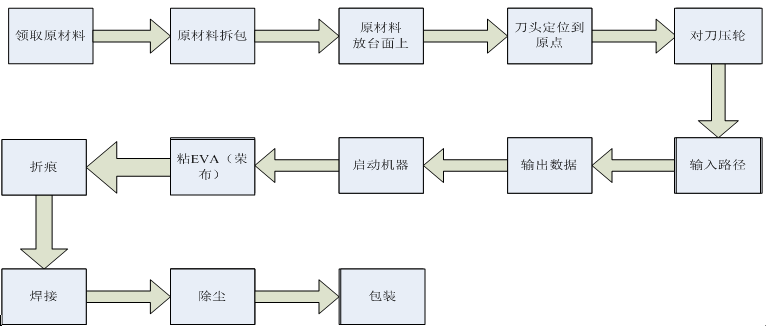 领取原材料
原材料拆包
原材料
放台面上
刀头定位到
原点
对刀压轮
输入路径
输出数据
启动机器
粘EVA（荣
布）
折痕
焊接
除尘
包装